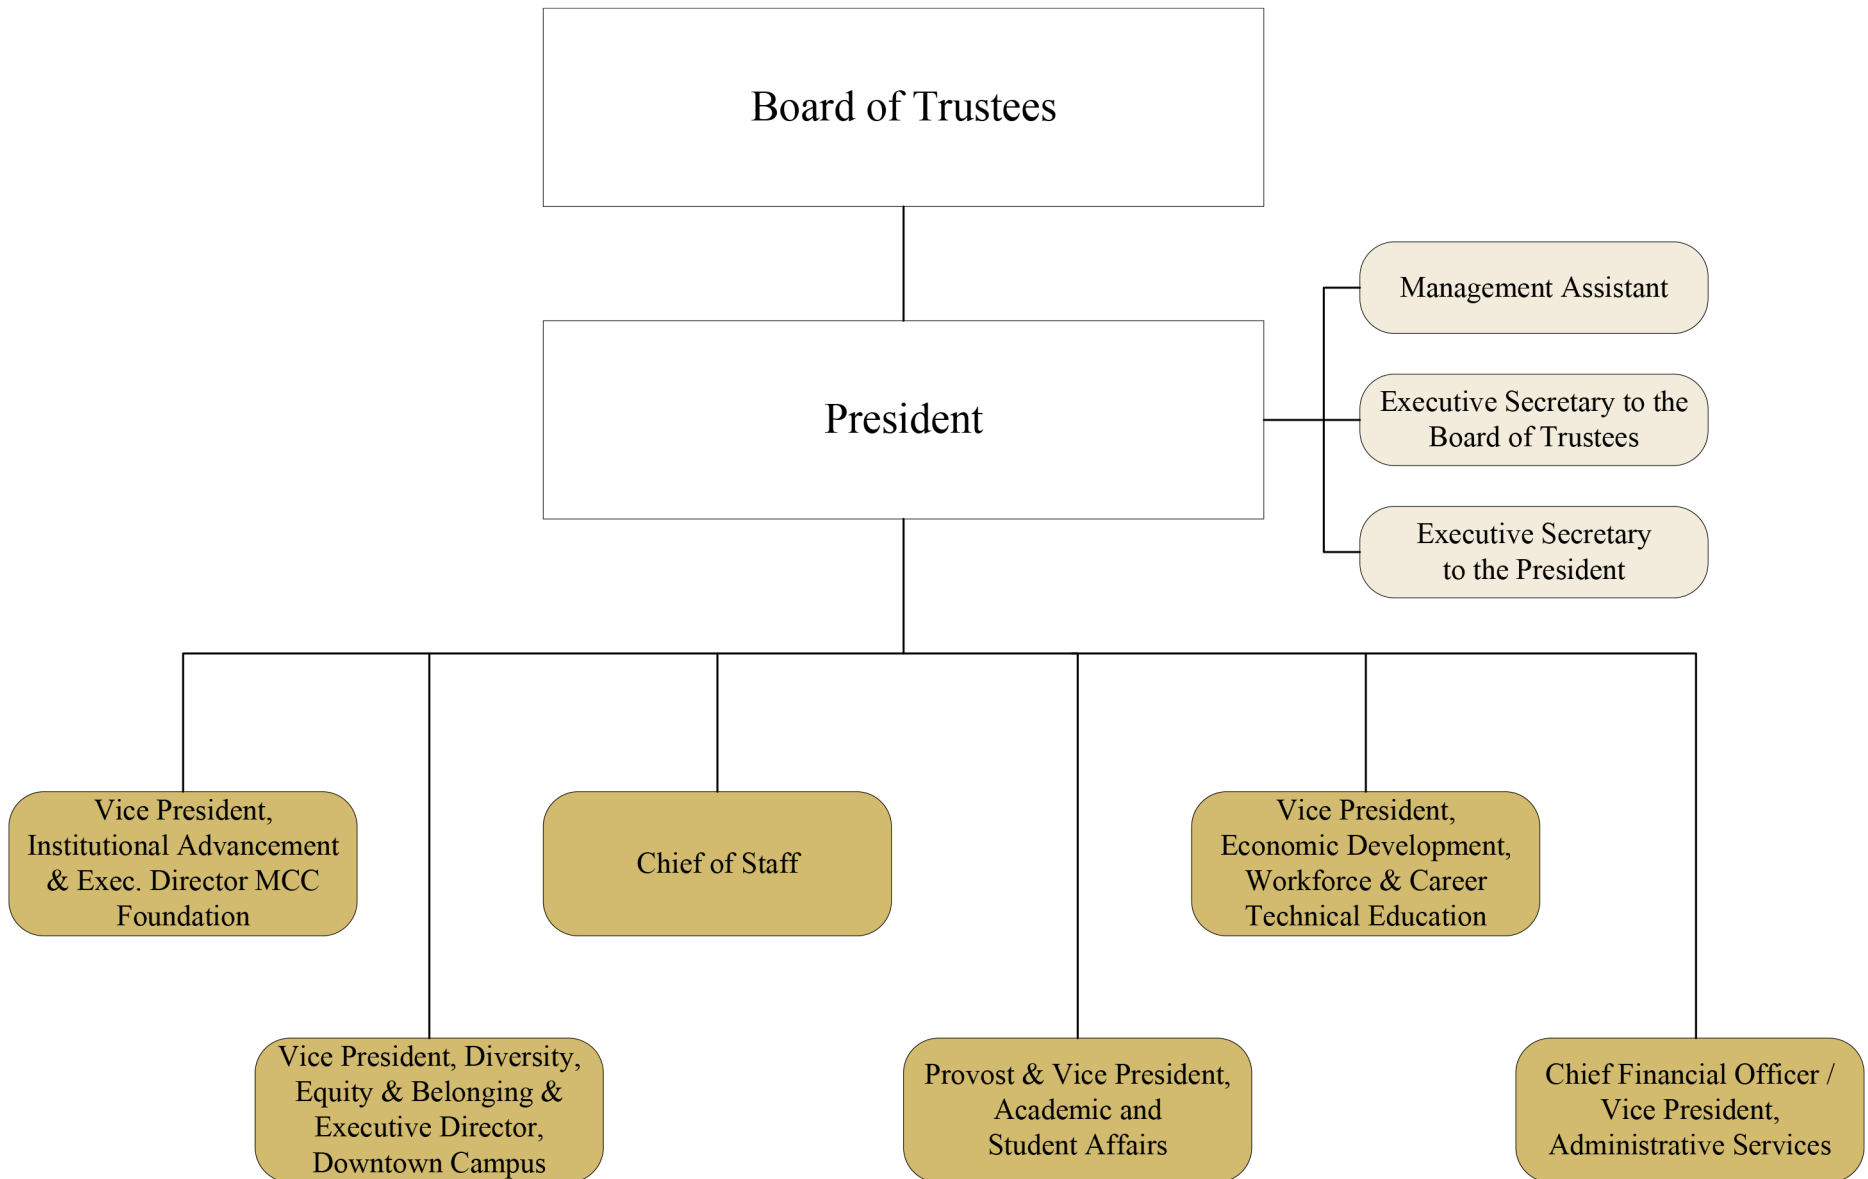 Board of Trustees
Management Assistant
President
Executive Secretary to the
Board of Trustees
Executive Secretary
to the President
Vice President,
Institutional Advancement
& Exec. Director MCC
Foundation
Chief of Staff
Vice President,
Economic Development,
Workforce & Career
Technical Education
Vice President, Diversity,
Equity & Belonging &
Executive Director,
Downtown Campus
Provost & Vice President,
Academic and
Student Affairs
Chief Financial Officer /
Vice President,
Administrative Services